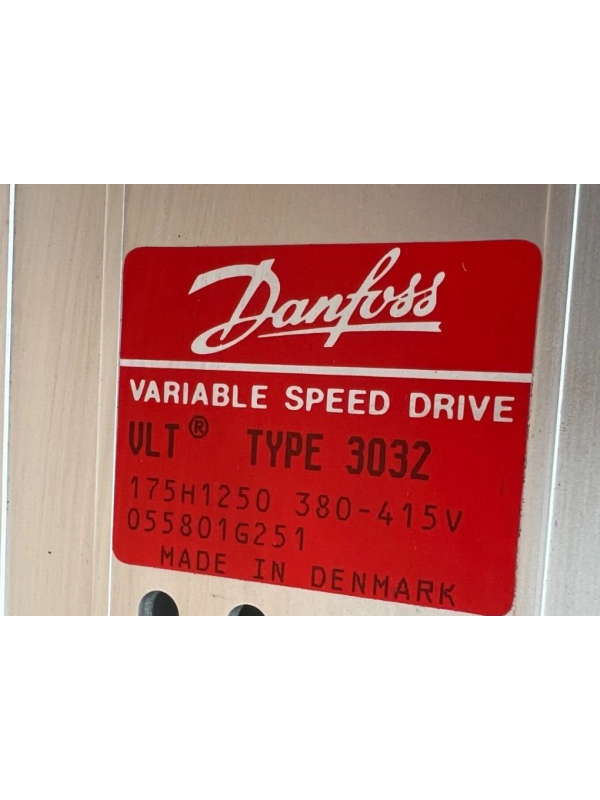 Danfoss
VARIABLE SPEED DRIVE
VLT® TYPE 3032
175H1250 380-415V
055801G251
MADE IN DENMARK